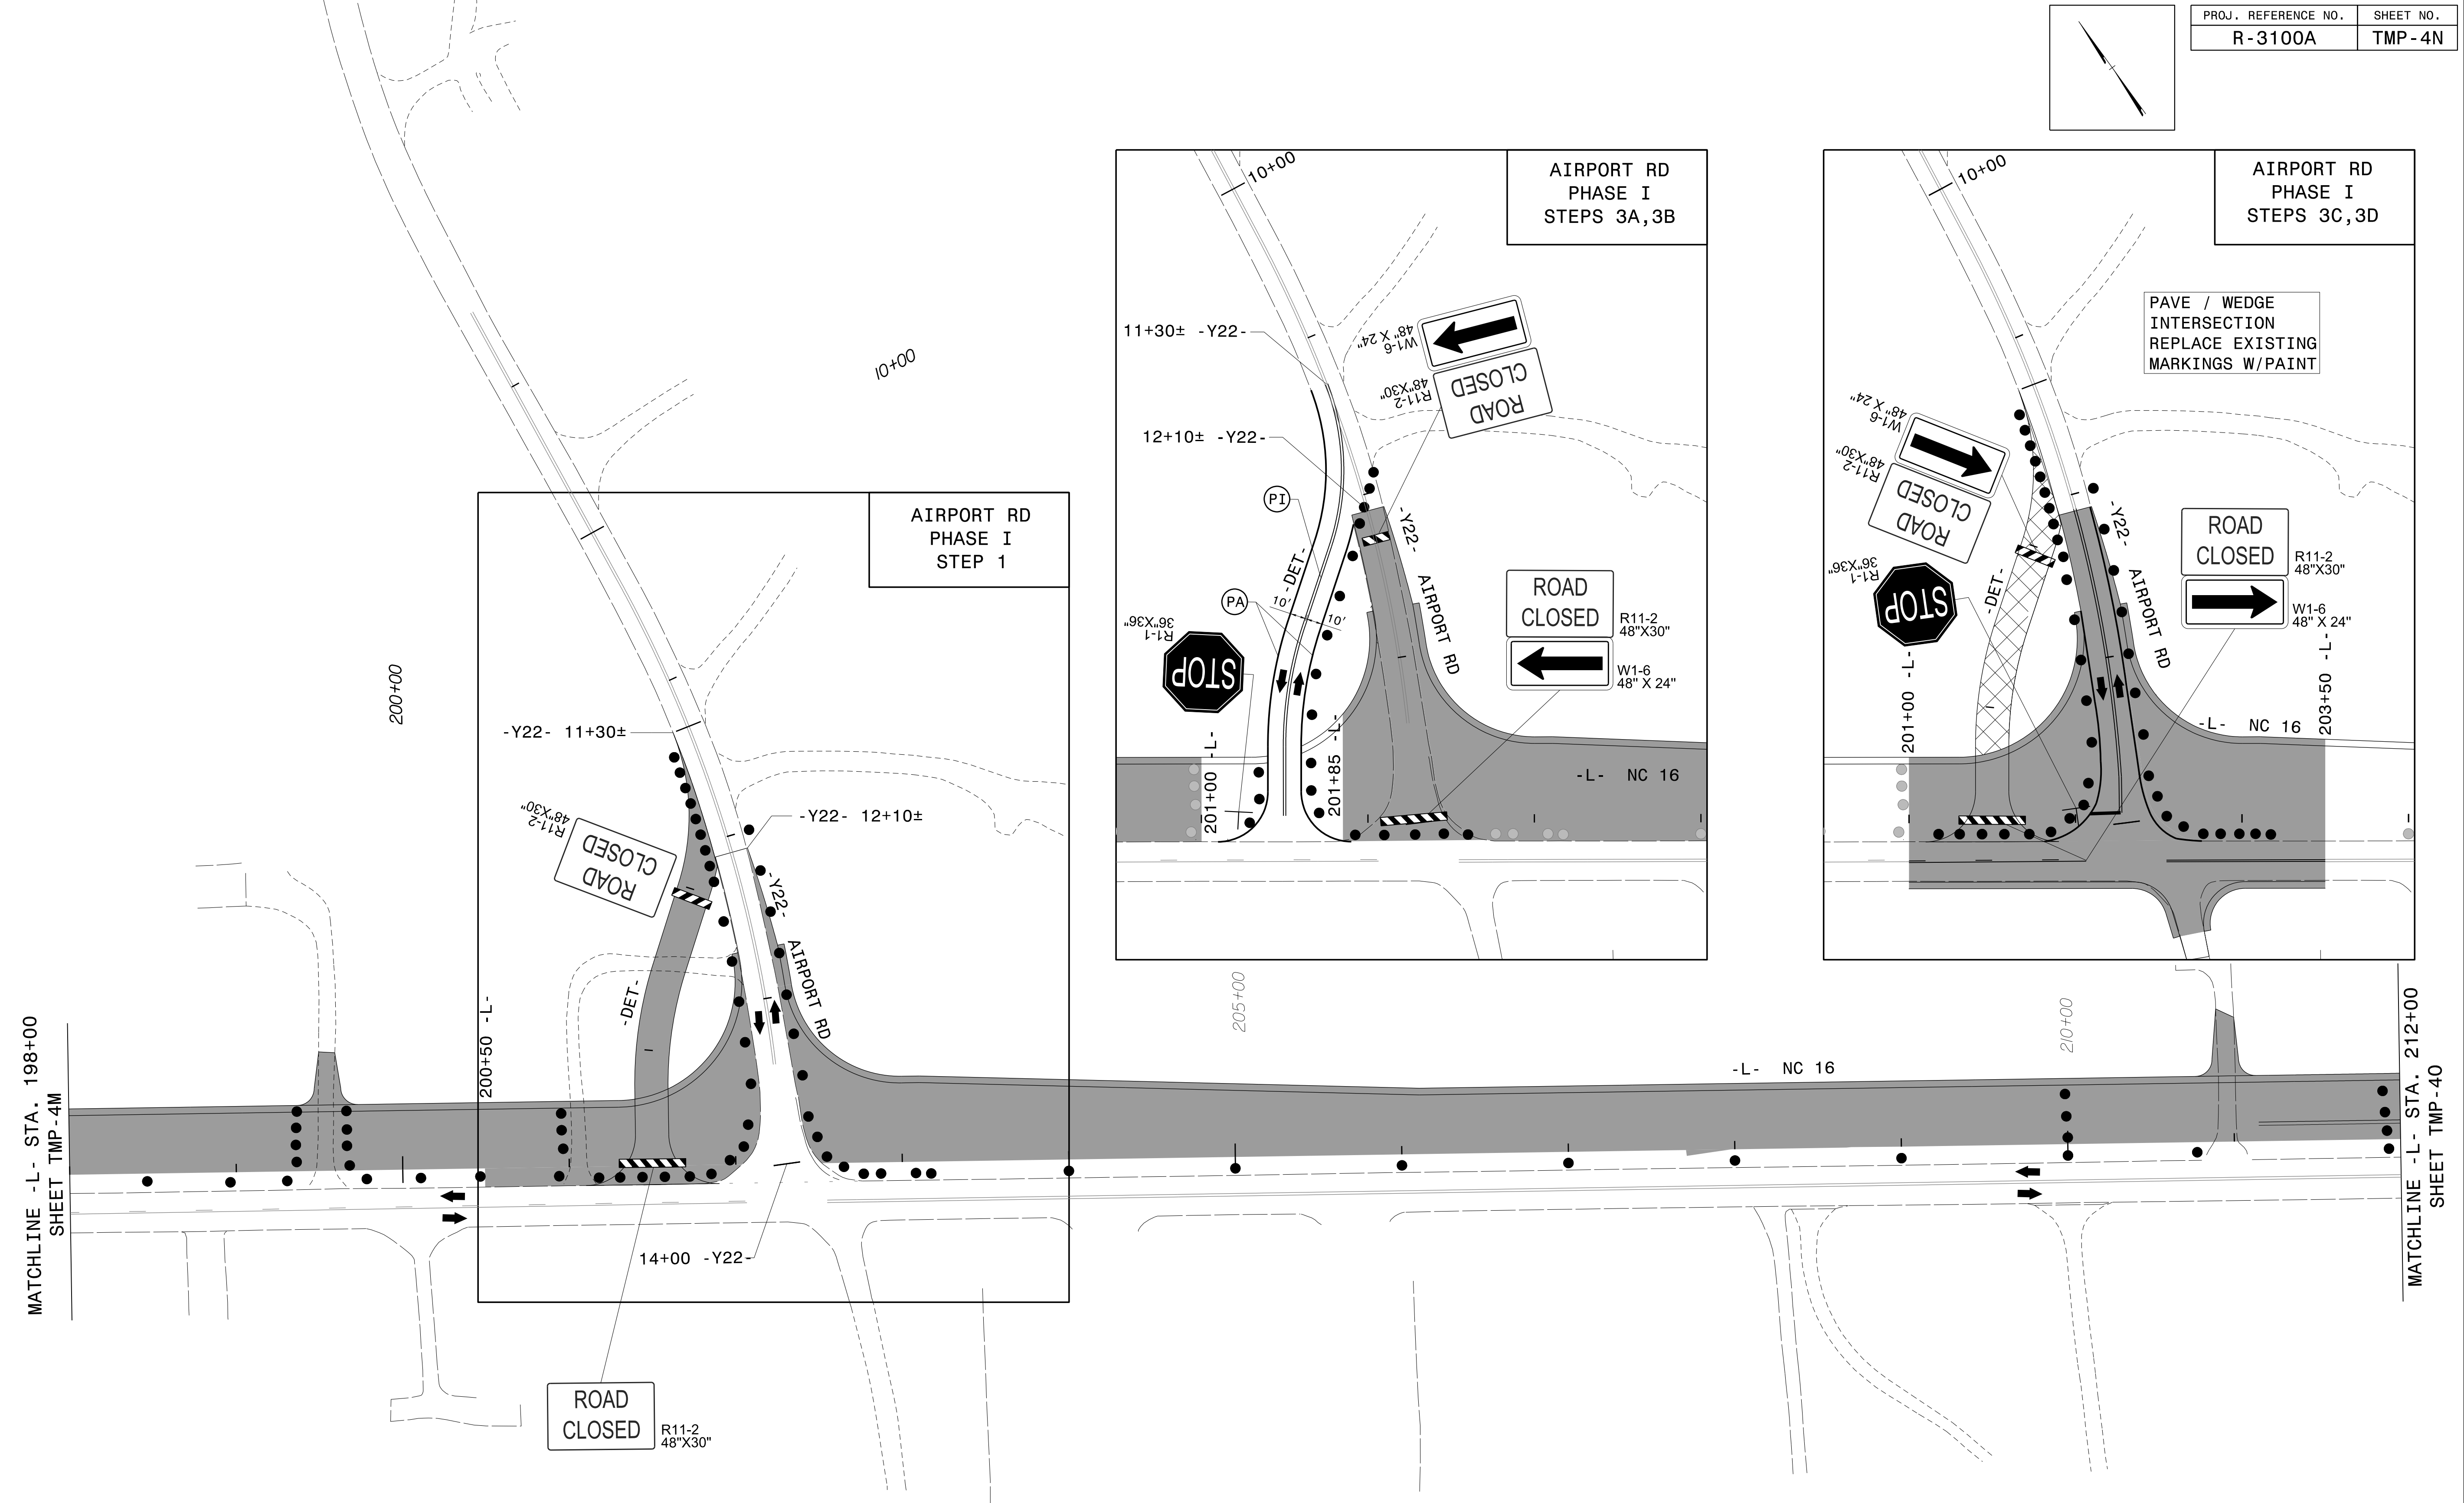 PROJ. REFERENCE NO.
SHEET NO.
R-3100A
TMP-4N
AIRPORT RD
PHASE I
STEPS 3A,3B
10+00
11+30± -Y22-
12+10± -Y22-
W1-6
48" X 24"
R11-2
48"X30"
ROAD
CLOSED
PI
PA
-DET-
10'
10'
-Y22-
AIRPORT RD
R1-1
36"X36"
STOP
ROAD
CLOSED
R11-2
48"X30"
W1-6
48" X 24"
201+00 -L-
201+85 -L-
-L- NC 16
AIRPORT RD
PHASE I
STEPS 3C,3D
10+00
PAVE / WEDGE
INTERSECTION
REPLACE EXISTING
MARKINGS W/PAINT
W1-6
48" X 24"
R11-2
48"X30"
ROAD
CLOSED
R1-1
36"X36"
STOP
-DET-
-Y22-
AIRPORT RD
ROAD
CLOSED
R11-2
48"X30"
W1-6
48" X 24"
201+00 -L-
203+50 -L-
-L- NC 16
10+00
200+00
AIRPORT RD
PHASE I
STEP 1
-Y22- 11+30±
-Y22- 12+10±
R11-2
48"X30"
ROAD
CLOSED
-Y22-
AIRPORT RD
-DET-
200+50 -L-
14+00 -Y22-
ROAD
CLOSED
R11-2
48"X30"
205+00
210+00
-L- NC 16
MATCHLINE -L- STA. 198+00
SHEET TMP-4M
MATCHLINE -L- STA. 212+00
SHEET TMP-4O